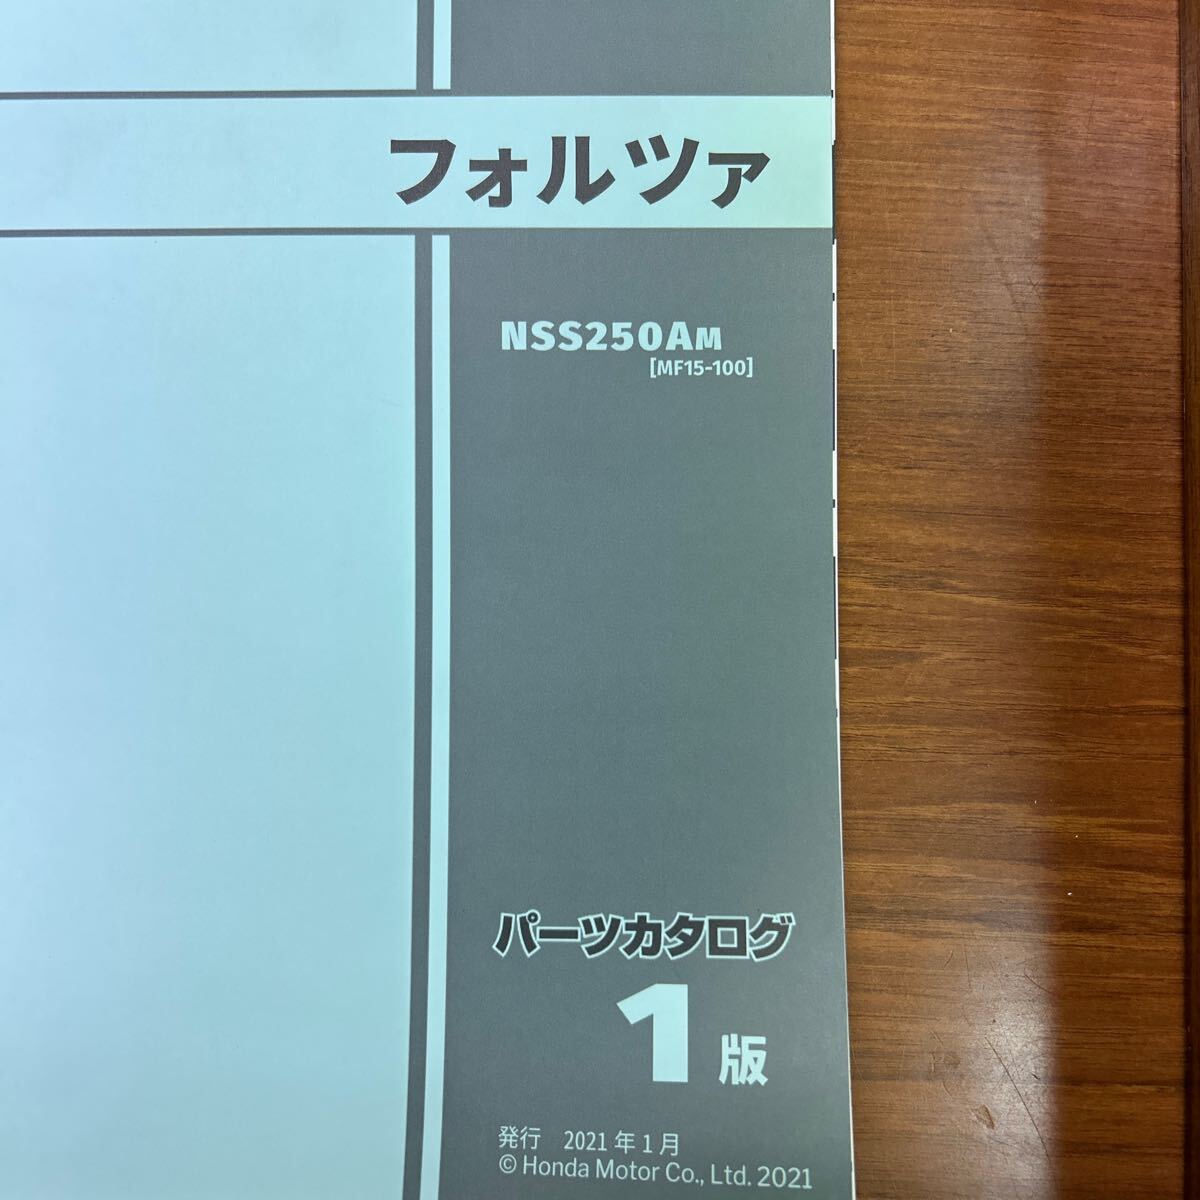 フォルツァ
NSS250AM
[MF15-100]
パーツカタログ
1版
発行 2021年1月
© Honda Motor Co., Ltd. 2021